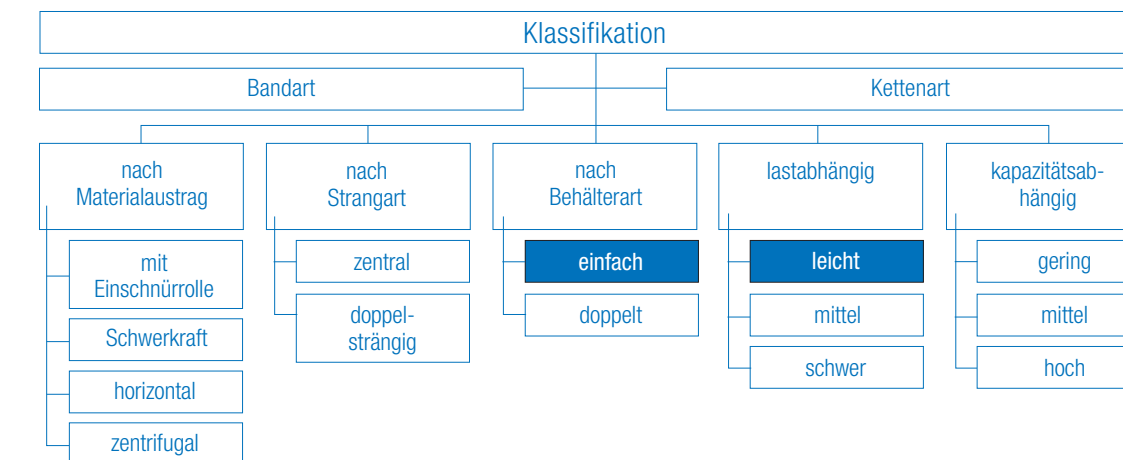 Klassifikation
Bandart
Kettenart
nach
Materialaustrag
nach
Strangart
nach
Behälterart
lastabhängig
kapazitätsab-
hängig
mit
Einschnürrolle
Schwerkraft
horizontal
zentrifugal
zentral
doppel-
strängig
einfach
doppelt
leicht
mittel
schwer
gering
mittel
hoch